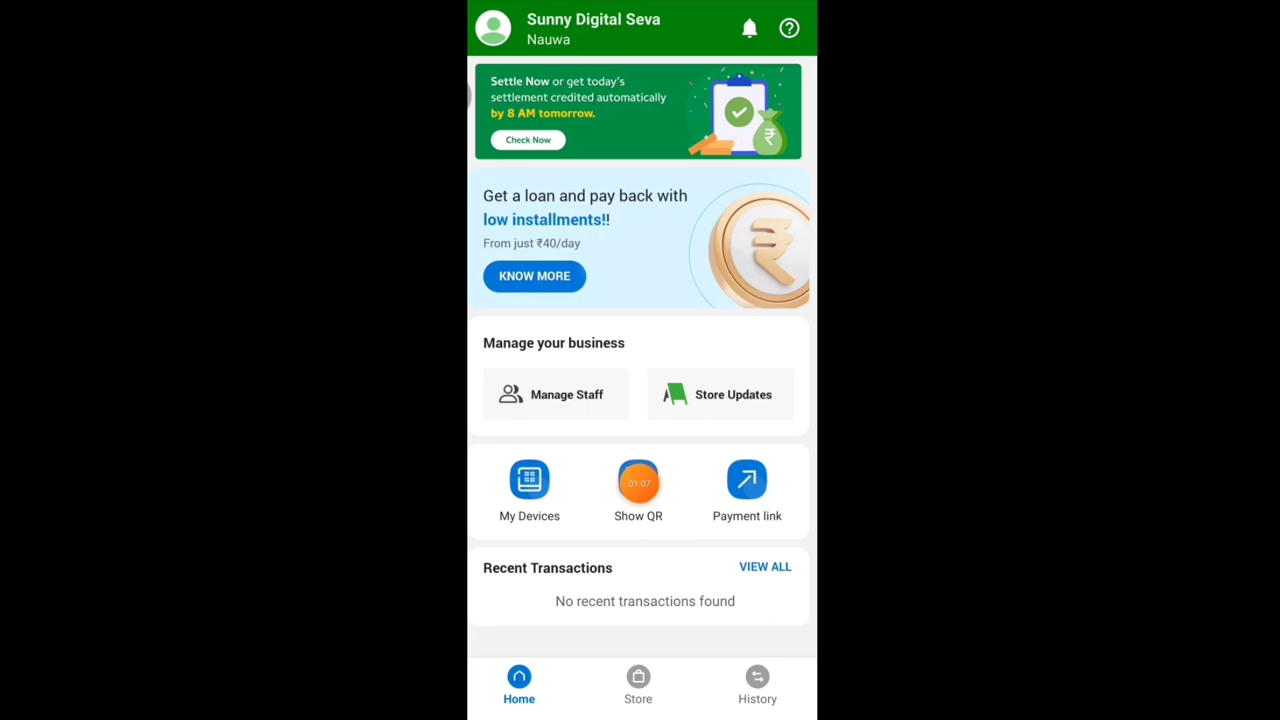 Sunny Digital Seva
Nauwa
Settle Now or get today's
settlement credited automatically
by 8 AM tomorrow.
Check Now
Get a loan and pay back with
low installments!!
From just ₹40/day
KNOW MORE
Manage your business
Manage Staff
Store Updates
01:07
My Devices
Show QR
Payment link
Recent Transactions
VIEW ALL
No recent transactions found
Home
Store
History